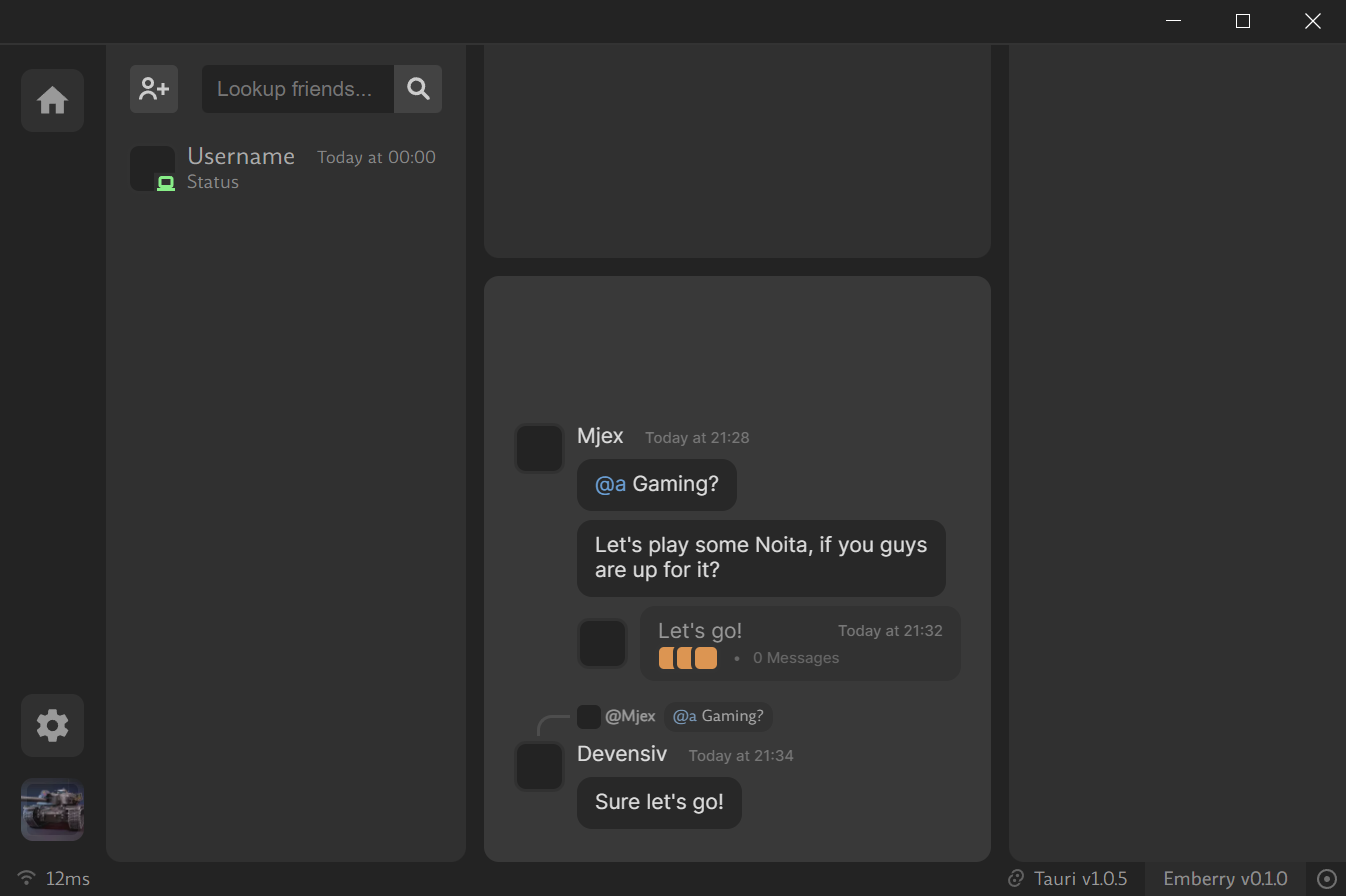 Lookup friends...
Username Today at 00:00
Status
Mjex Today at 21:28
@a Gaming?
Let's play some Noita, if you guys
are up for it?
Let's go! Today at 21:32
• 0 Messages
@Mjex @a Gaming?
Devensiv Today at 21:34
Sure let's go!
12ms
Tauri v1.0.5
Emberry v0.1.0